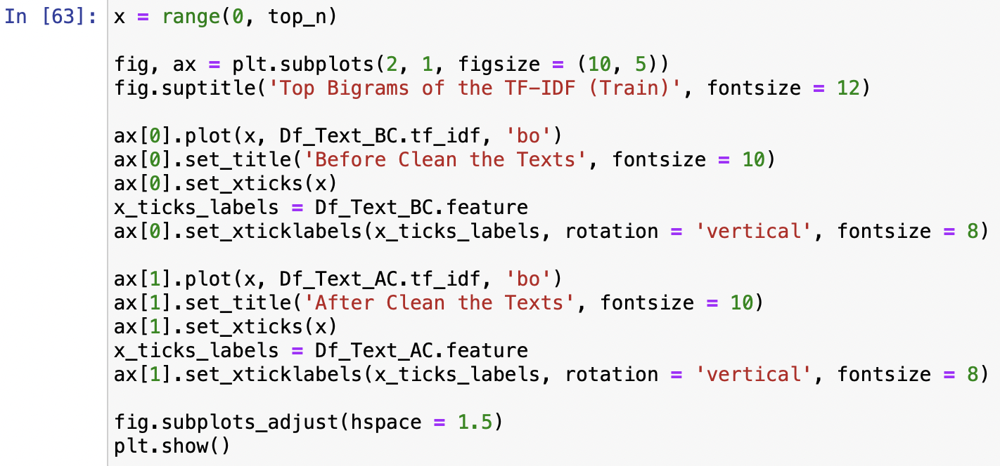 In [63]: x = range(0, top_n)
fig, ax = plt.subplots(2, 1, figsize = (10, 5))
fig.suptitle('Top Bigrams of the TF-IDF (Train)', fontsize = 12)
ax[0].plot(x, Df_Text_BC.tf_idf, 'bo')
ax[0].set_title('Before Clean the Texts', fontsize = 10)
ax[0].set_xticks(x)
x_ticks_labels = Df_Text_BC.feature
ax[0].set_xticklabels(x_ticks_labels, rotation = 'vertical', fontsize = 8)
ax[1].plot(x, Df_Text_AC.tf_idf, 'bo')
ax[1].set_title('After Clean the Texts', fontsize = 10)
ax[1].set_xticks(x)
x_ticks_labels = Df_Text_AC.feature
ax[1].set_xticklabels(x_ticks_labels, rotation = 'vertical', fontsize = 8)
fig.subplots_adjust(hspace = 1.5)
plt.show()